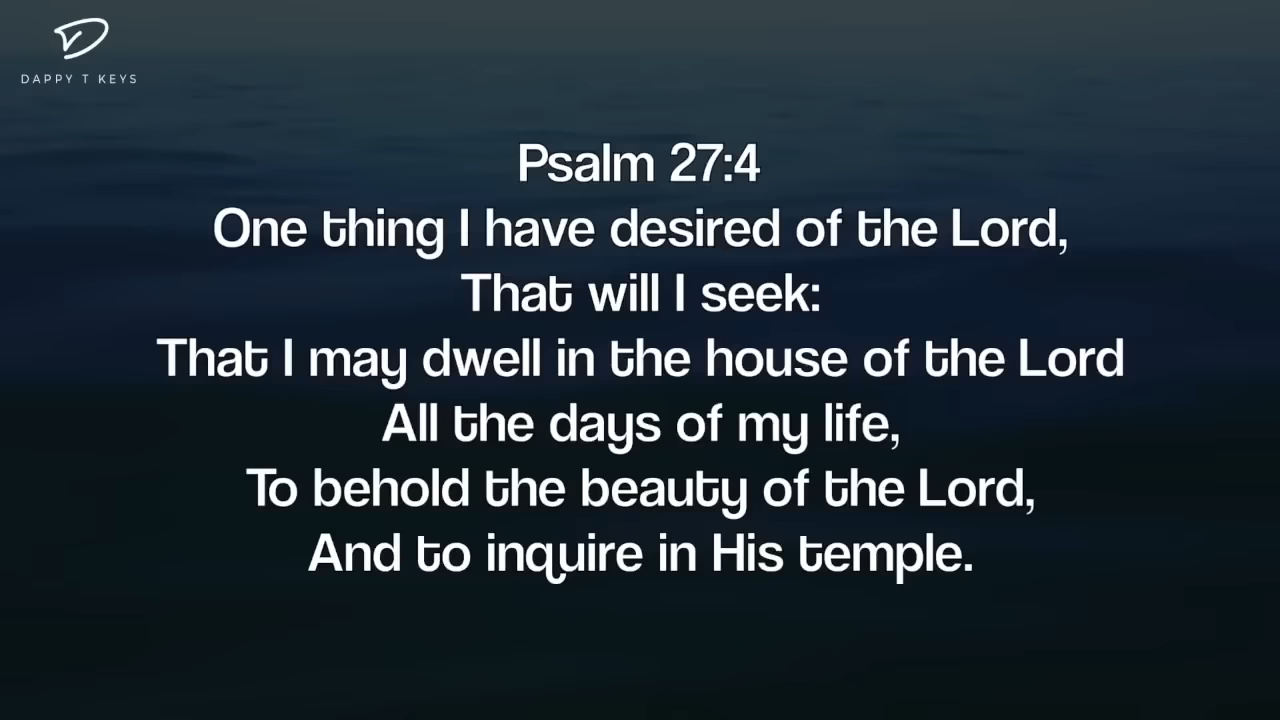 DAPPY T KEYS
Psalm 27:4
One thing I have desired of the Lord,
That will I seek:
That I may dwell in the house of the Lord
All the days of my life,
To behold the beauty of the Lord,
And to inquire in His temple.